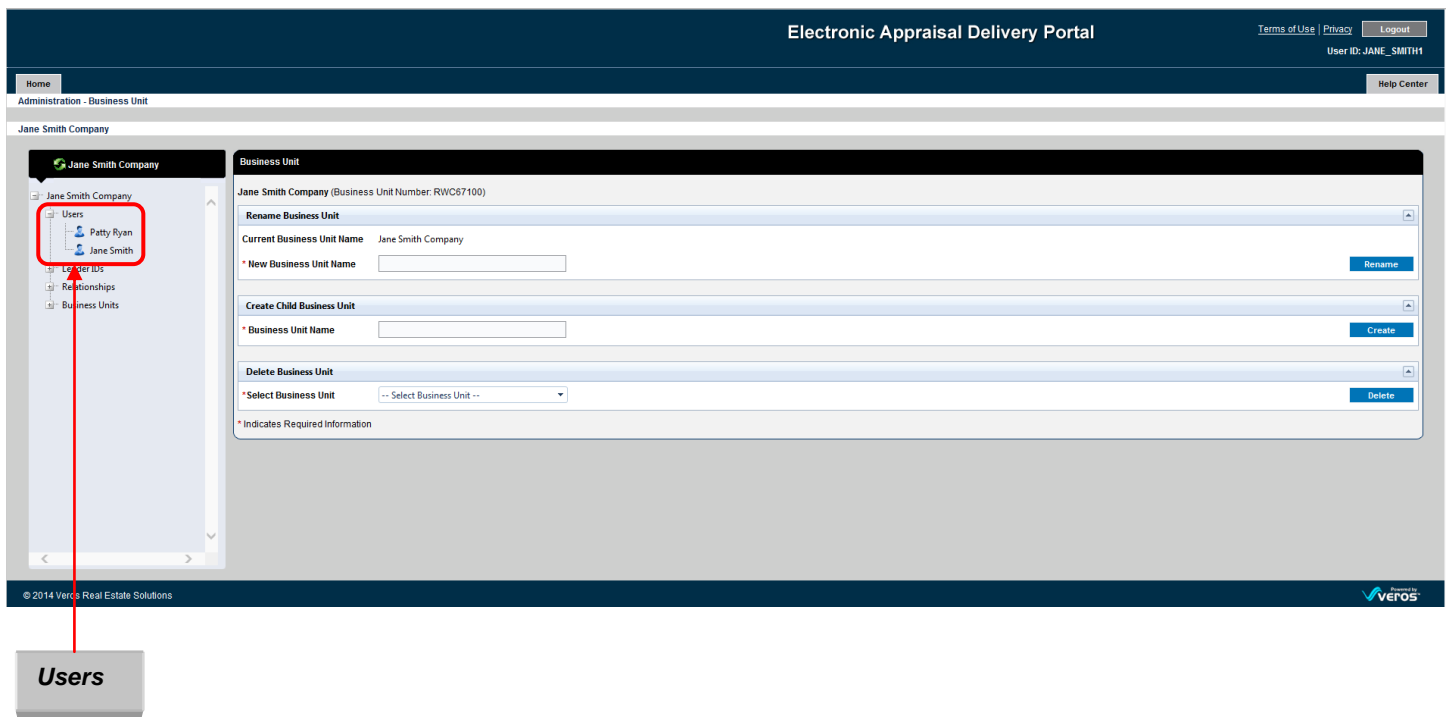 Electronic Appraisal Delivery Portal
Terms of Use | Privacy Logout
User ID: JANE_SMITH1
Home Help Center
Administration - Business Unit
Jane Smith Company
Jane Smith Company
Jane Smith Company
Users
Patty Ryan
Jane Smith
Lender IDs
Relationships
Business Units
Business Unit
Jane Smith Company (Business Unit Number: RWC67100)
Rename Business Unit
Current Business Unit Name Jane Smith Company
* New Business Unit Name Rename
Create Child Business Unit
* Business Unit Name Create
Delete Business Unit
*Select Business Unit -- Select Business Unit -- Delete
* Indicates Required Information
© 2014 Veros Real Estate Solutions
Powered by
veros
Users